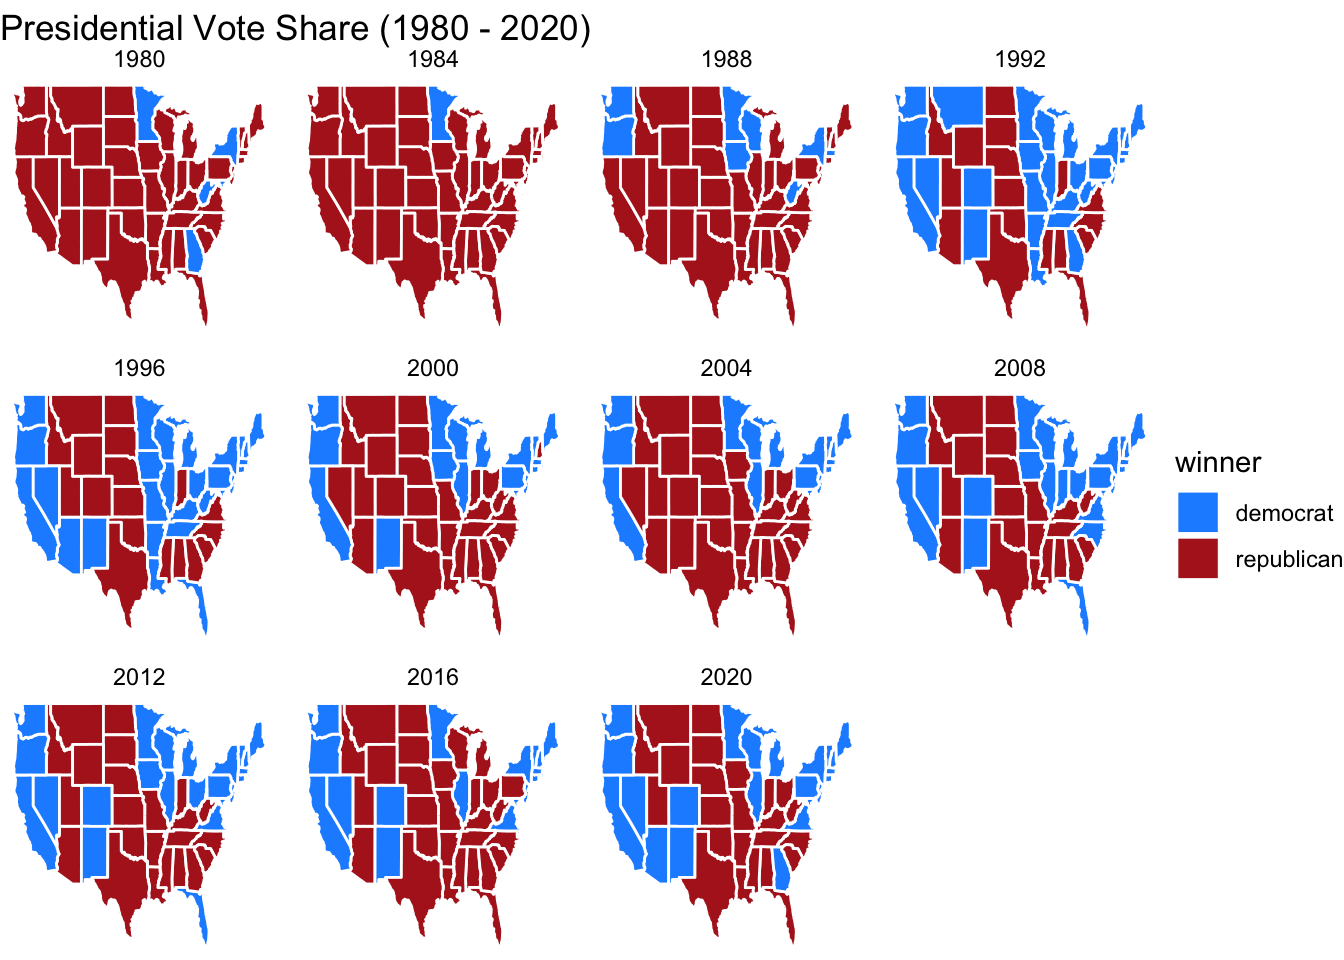 Presidential Vote Share (1980 - 2020)
1980
1984
1988
1992
1996
2000
2004
2008
winner
democrat
republican
2012
2016
2020